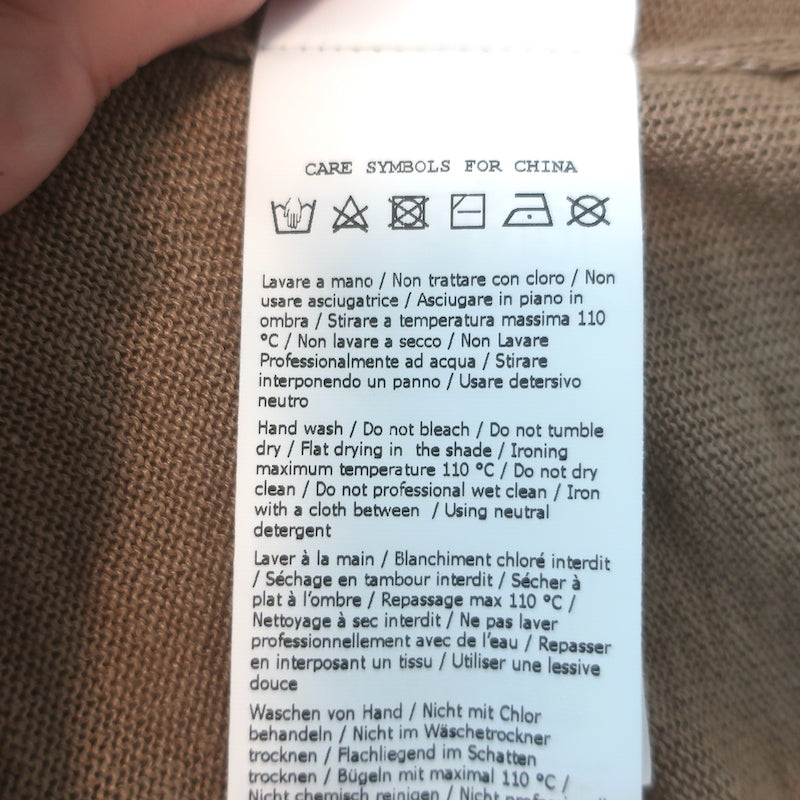 CARE SYMBOLS FOR CHINA
Lavare a mano / Non trattare con cloro / Non
usare asciugatrice / Asciugare in piano in
ombra / Stirare a temperatura massima 110
°C / Non lavare a secco / Non Lavare
Professionalmente ad acqua / Stirare
interponendo un panno / Usare detersivo
neutro
Hand wash / Do not bleach / Do not tumble
dry / Flat drying in the shade / Ironing
maximum temperature 110 °C / Do not dry
clean / Do not professional wet clean / Iron
with a cloth between / Using neutral
detergent
Laver à la main / Blanchiment chloré interdit
/ Séchage en tambour interdit / Sécher à
plat à l'ombre / Repassage max 110 °C /
Nettoyage à sec interdit / Ne pas laver
professionnellement avec de l'eau / Repasser
en interposant un tissu / Utiliser une lessive
douce
Waschen von Hand / Nicht mit Chlor
behandeln / Nicht im Wäschetrockner
trocknen / Flachliegend im Schatten
trocknen / Bügeln mit maximal 110 °C /
Nicht chemisch reinigen / Nicht